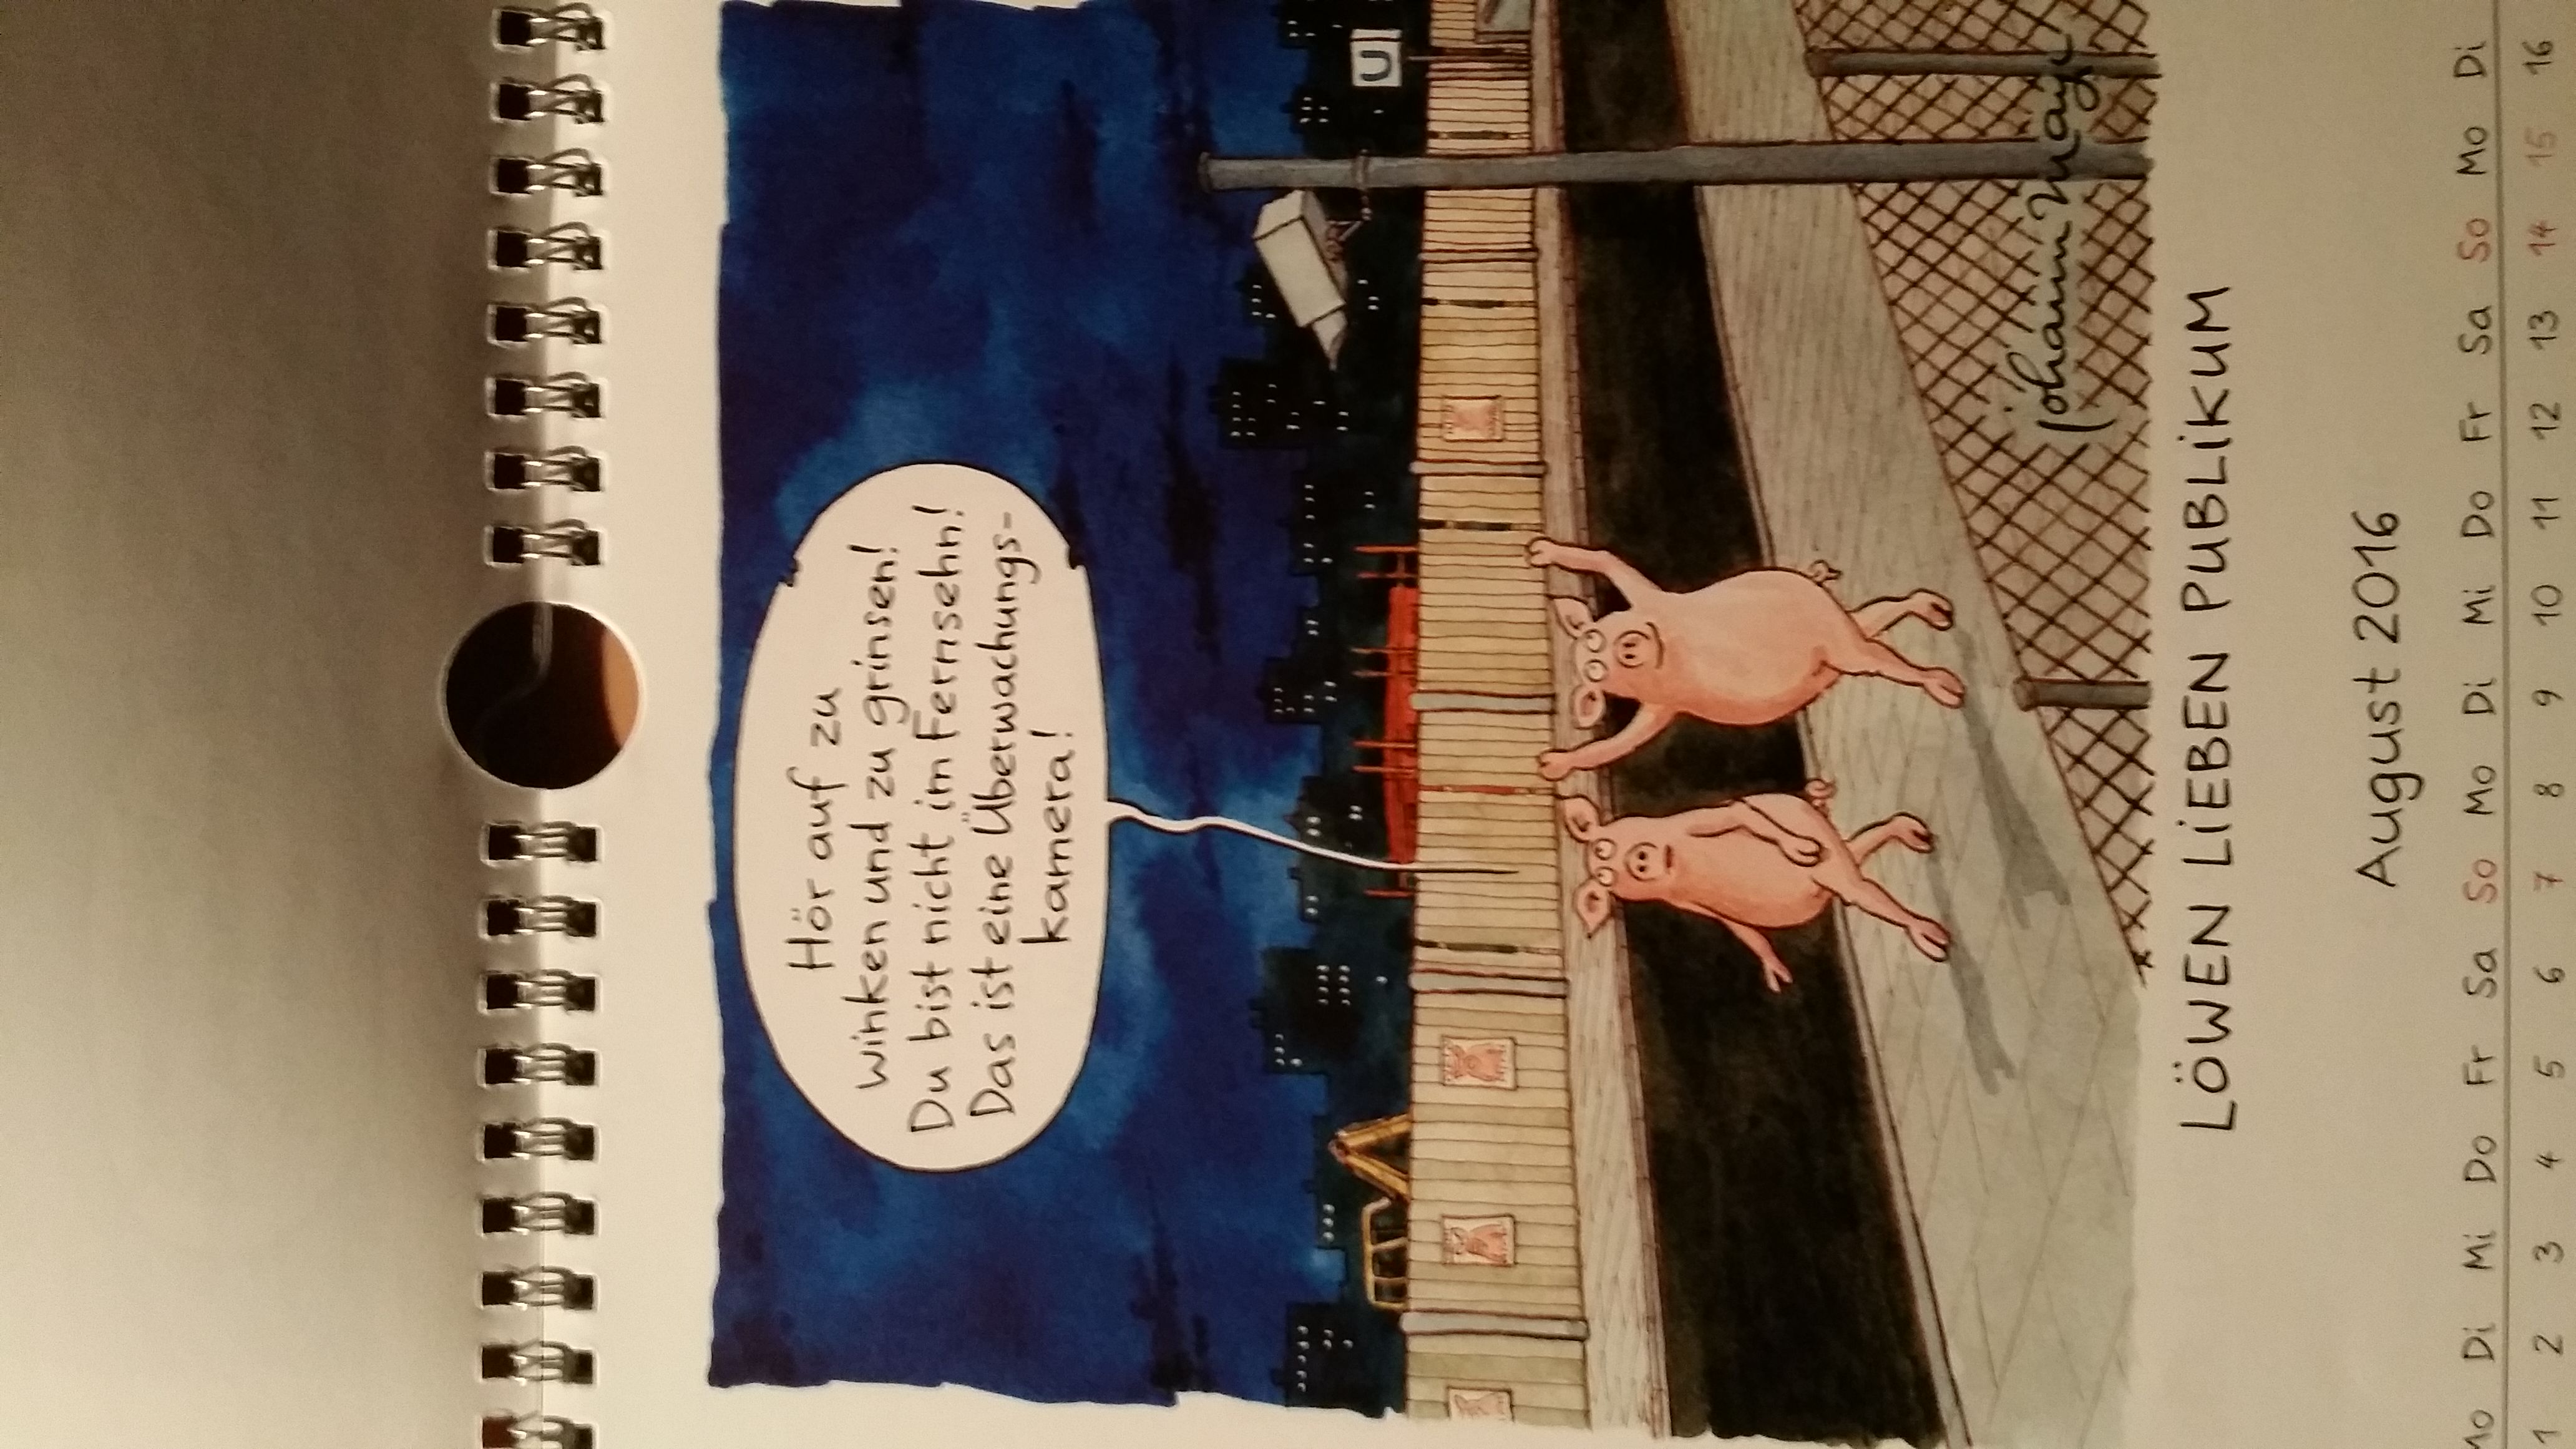 Hör auf zu
winken und zu grinsen!
Du bist nicht im Fernsehn!
Das ist eine Überwachungs-
kamera!
U
johann mayr
LÖWEN LiEBEN PUBLiKUM
August 2016
Mo Di Mi Do Fr Sa So Mo Di Mi Do Fr Sa So Mo Di
1 2 3 4 5 6 7 8 9 10 11 12 13 14 15 16